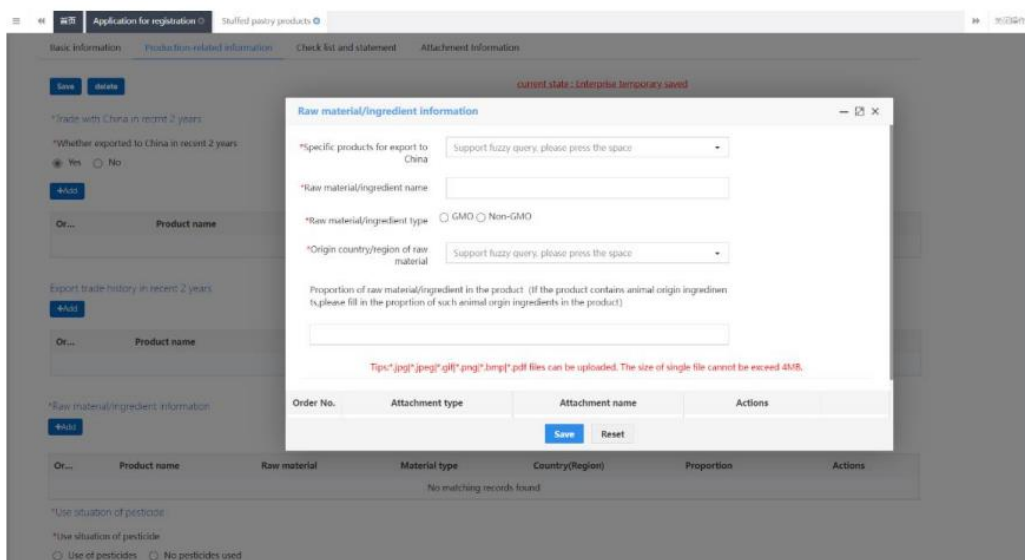 首页 Application for registration Stuffed pastry products 关闭操作
Basic information Production-related information Check list and statement Attachment Information
Save delete
current state : Enterprise temporary saved
*Trade with China in recent 2 years
*Whether exported to China in recent 2 years
Yes No
+Add
Or... Product name
Export trade history in recent 2 years
+Add
Or... Product name
*Raw material/ingredient information
+Add
Or... Product name Raw material Material type Country(Region) Proportion Actions
No matching records found
*Use situation of pesticide
*Use situation of pesticide
Use of pesticides No pesticides used
Raw material/ingredient information
*Specific products for export to
China
Support fuzzy query, please press the space
*Raw material/ingredient name
*Raw material/ingredient type GMO Non-GMO
*Origin country/region of raw
material
Support fuzzy query, please press the space
Proportion of raw material/ingredient in the product (If the product contains animal origin ingredinen
ts,please fill in the proprtion of such animal orgin ingredients in the product)
Tips:*.jpg|*.jpeg|*.gif|*.png|*.bmp|*.pdf files can be uploaded. The size of single file cannot be exceed 4MB.
Order No. Attachment type Attachment name Actions
Save Reset